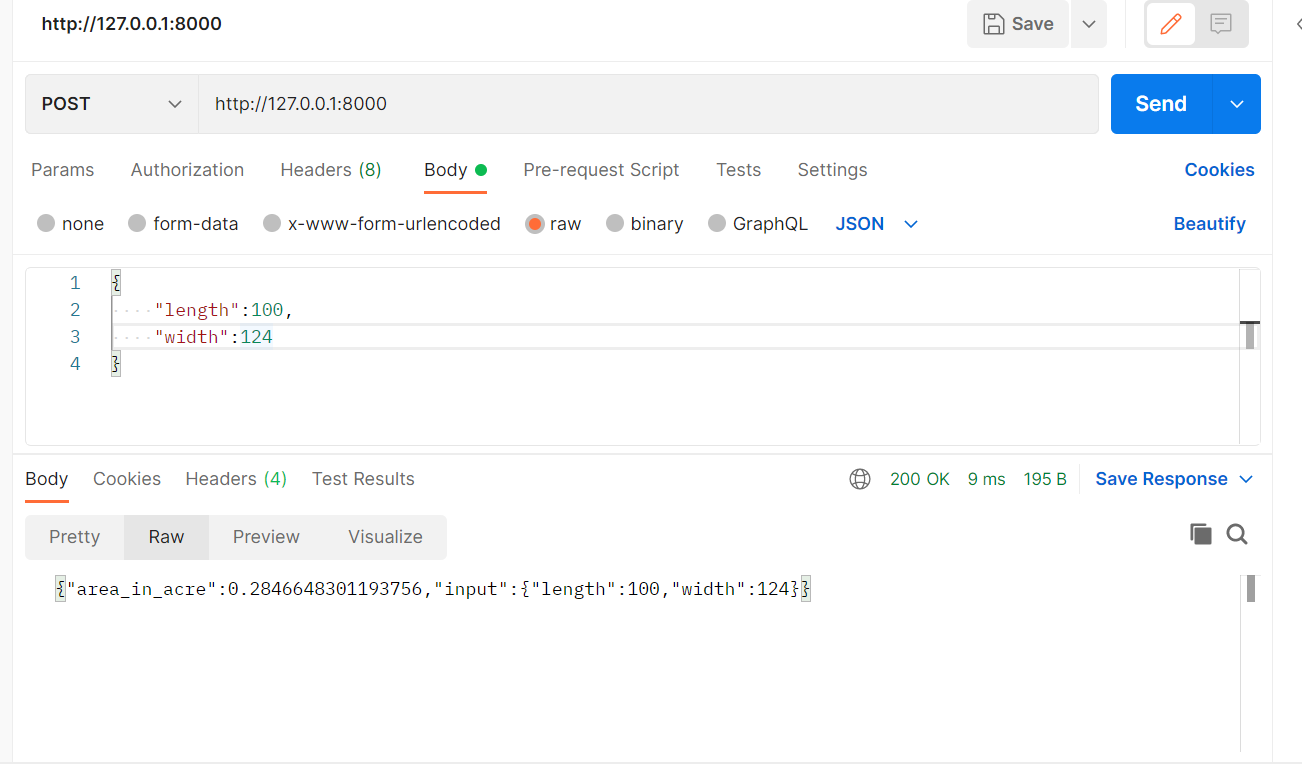 http://127.0.0.1:8000
Save
POST
http://127.0.0.1:8000
Send
Params Authorization Headers (8) Body Pre-request Script Tests Settings Cookies
none form-data x-www-form-urlencoded raw binary GraphQL JSON Beautify
1 {
2 "length":100,
3 "width":124
4 }
Body Cookies Headers (4) Test Results 200 OK 9 ms 195 B Save Response
Pretty Raw Preview Visualize
{"area_in_acre":0.2846648301193756,"input":{"length":100,"width":124}}